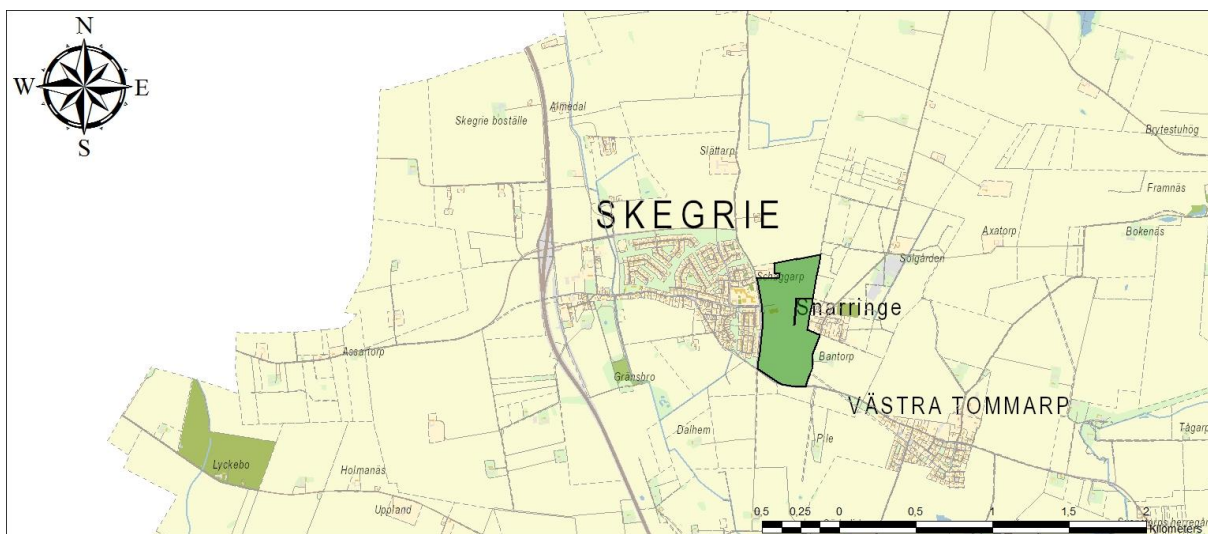 N
W E
S
Almedal
Skegrie boställe
Brytestuhög
Slättarp
Framnäs
SKEGRIE
Axatorp
Bokenäs
Solgården
Snarringe
Assartorp
Bantorp
Gränsbro
VÄSTRA TOMMARP
Dalhem
Pile
Tågarp
Lyckebo
Holmanäs
Uppland
0,5 0,25 0 0,5 1 1,5 2
Kilometers